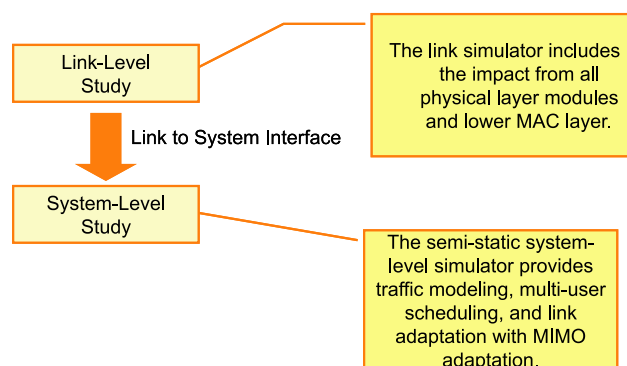 Link-Level
Study
The link simulator includes
the impact from all
physical layer modules
and lower MAC layer.
Link to System Interface
System-Level
Study
The semi-static system-
level simulator provides
traffic modeling, multi-user
scheduling, and link
adaptation with MIMO
adaptation.